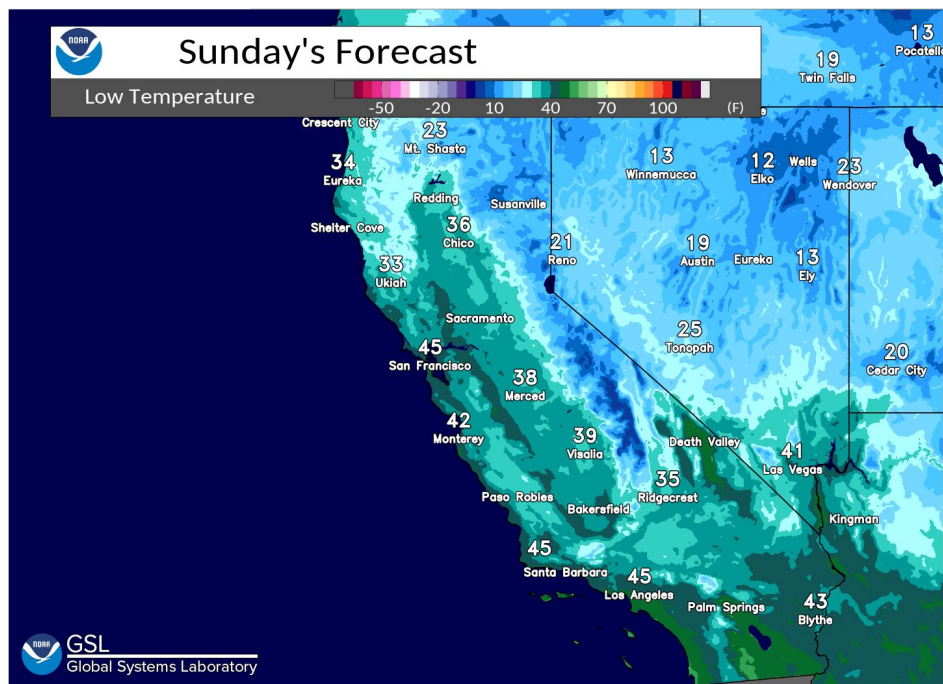 NOAA
Sunday's Forecast
Low Temperature
-50 -20 10 40 70 100 (F)
13
Pocatell
19
Twin Falls
Crescent City
23
Mt. Shasta
34
Eureka
13
Winnemucca
12
Elko
Wells
23
Wendover
Redding
Susanville
36
Chico
Shelter Cove
33
Ukiah
21
Reno
19
Austin
Eureka
13
Ely
Sacramento
45
San Francisco
25
Tonopah
20
Cedar City
38
Merced
42
Monterey
39
Visalia
Death Valley
41
Las Vegas
35
Ridgecrest
Paso Robles
Bakersfield
Kingman
45
Santa Barbara
45
Los Angeles
Palm Springs
43
Blythe
NOAA
GSL
Global Systems Laboratory